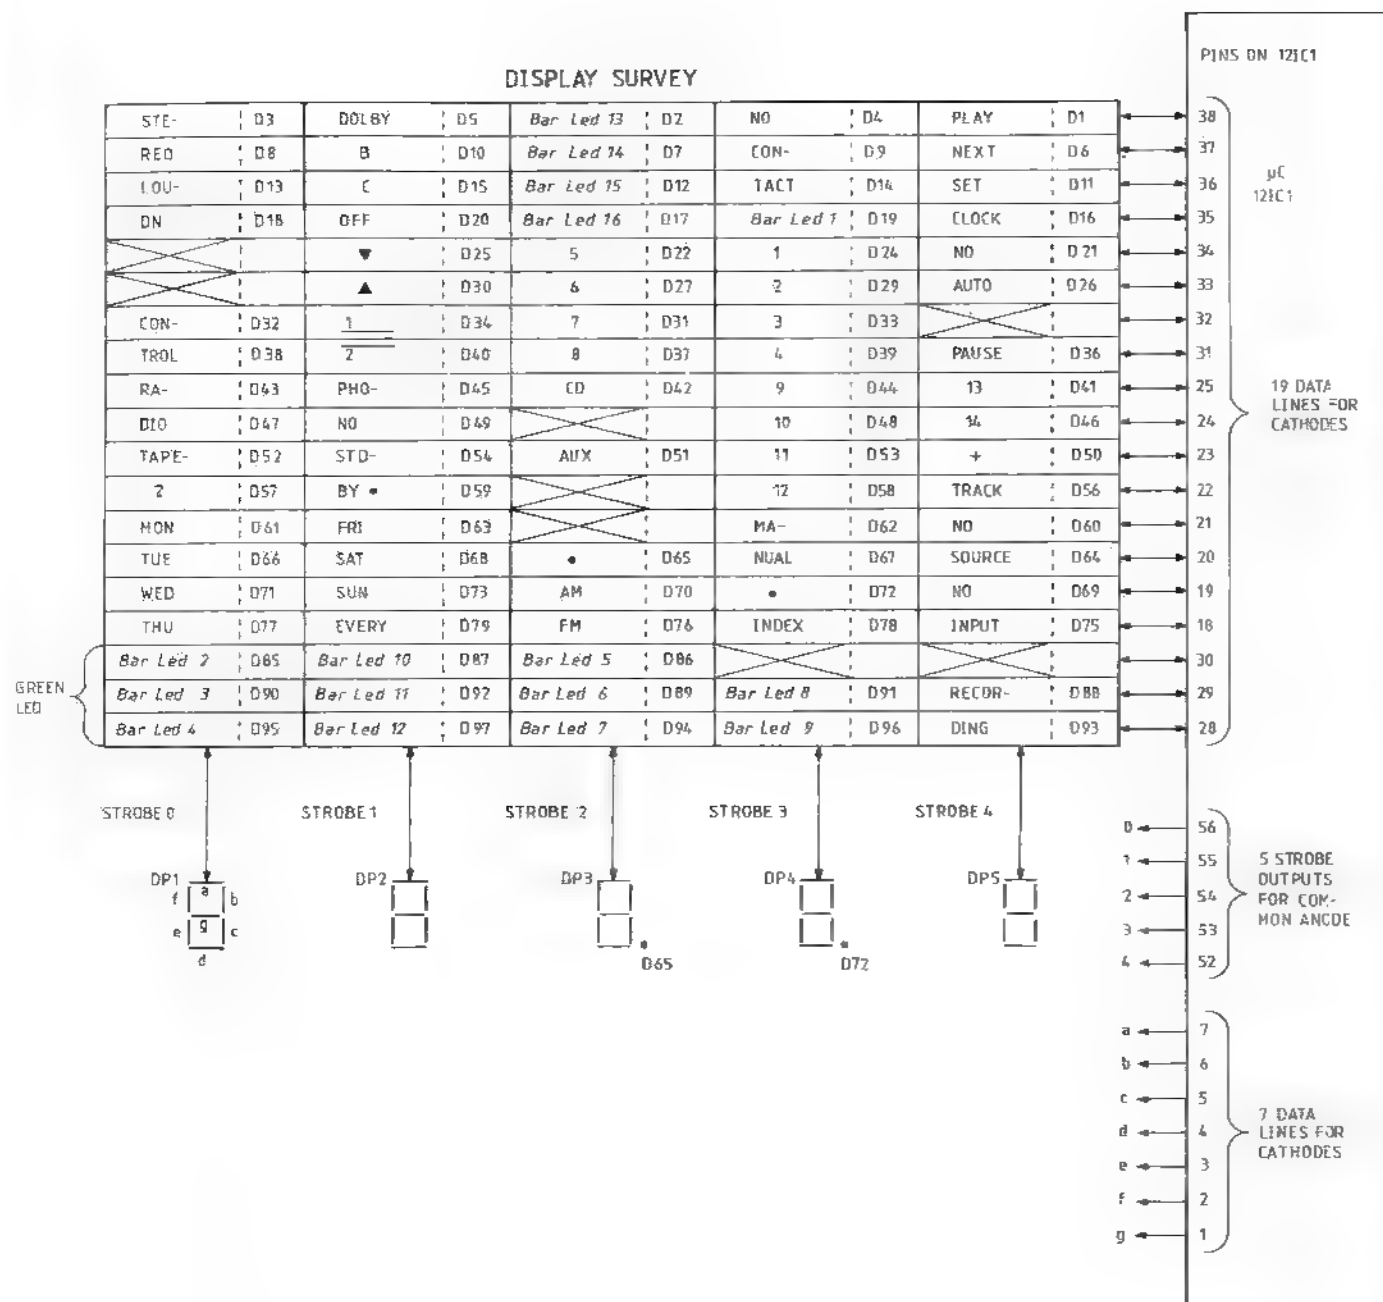 PINS ON 12IC1
DISPLAY SURVEY
STE- D3 DOLBY D5 Bar Led 13 D2 NO D4 PLAY D1 38
REO D8 B D10 Bar Led 14 D7 CON- D9 NEXT D6 37
LOU- D13 C D15 Bar Led 15 D12 TACT D14 SET D11 36
DN D18 OFF D20 Bar Led 16 D17 Bar Led 1 D19 CLOCK D16 35
▼ D25 5 D22 1 D24 NO D21 34
▲ D30 6 D27 2 D29 AUTO D26 33
CON- D32 1 D34 7 D31 3 D33 32
TROL D38 2 D40 8 D37 4 D39 PAUSE D36 31
RA- D43 PHO- D45 CD D42 9 D44 13 D41 25
DIO D47 NO D49 10 D48 14 D46 24
TAPE- D52 STD- D54 AUX D51 11 D53 + D50 23
2 D57 BY • D59 12 D58 TRACK D56 22
MON D61 FRI D63 MA- D62 NO D60 21
TUE D66 SAT D68 • D65 NUAL D67 SOURCE D64 20
WED D71 SUN D73 AM D70 • D72 NO D69 19
THU D77 EVERY D79 FM D76 INDEX D78 INPUT D75 18
Bar Led 2 D85 Bar Led 10 D87 Bar Led 5 D86 30
Bar Led 3 D90 Bar Led 11 D92 Bar Led 6 D89 Bar Led 8 D91 RECOR- D88 29
Bar Led 4 D95 Bar Led 12 D97 Bar Led 7 D94 Bar Led 9 D96 DING D93 28
µC
12IC1
19 DATA
LINES FOR
CATHODES
GREEN
LED
STROBE 0 STROBE 1 STROBE 2 STROBE 3 STROBE 4
DP1 DP2 DP3 DP4 DP5
a
f b
g
e c
d
D65 D72
0 56
1 55
2 54
3 53
4 52
5 STROBE
OUTPUTS
FOR COM-
MON ANODE
a 7
b 6
c 5
d 4
e 3
f 2
g 1
7 DATA
LINES FOR
CATHODES